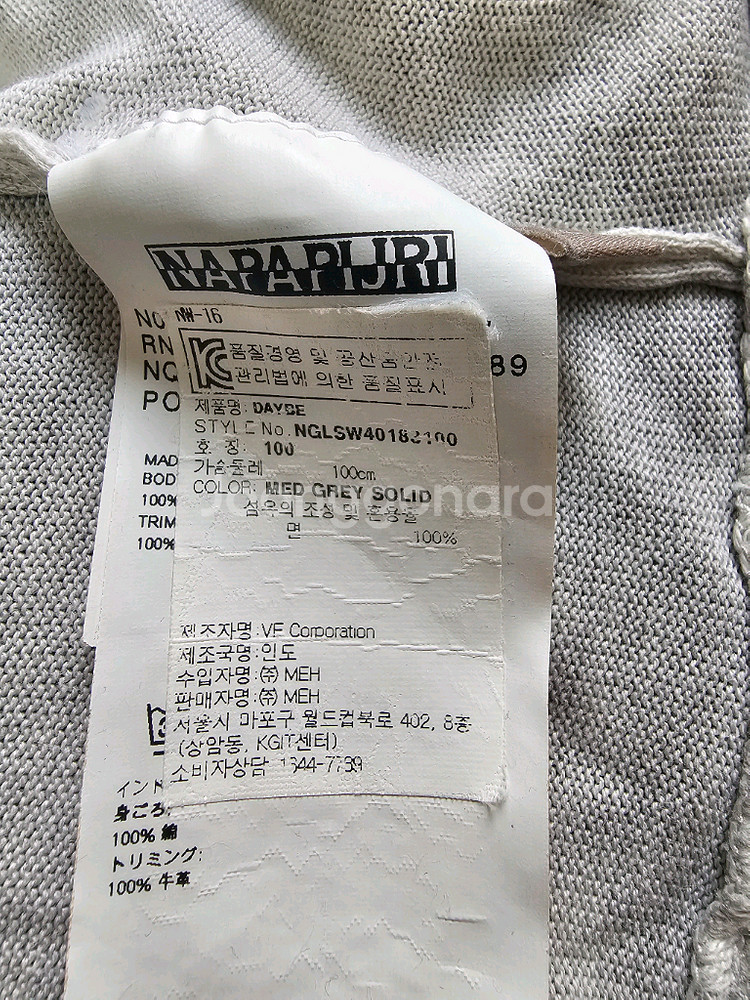 NAPAPIJRI
NO
RN
89
NO
PO
품질경영 및 공산품안전
관리법에 의한 품질표시
제품명: DAYBE
STYLE No. NGLSW40182100
호 칭: 100
가슴둘레 100cm
COLOR: MED GREY SOLID
섬유의 조성 및 혼용율
면 100%
MAD
BOD
100%
TRIM
100%
제조자명:VF Corporation
제조국명:인도
수입자명:㈜ MEH
판매자명:㈜ MEH
서울시 마포구 월드컵북로 402, 8층
(상암동, KGIT센터)
소비자상담 1644-7789
インド
身ごろ:
100% 綿
トリミング:
100% 牛革